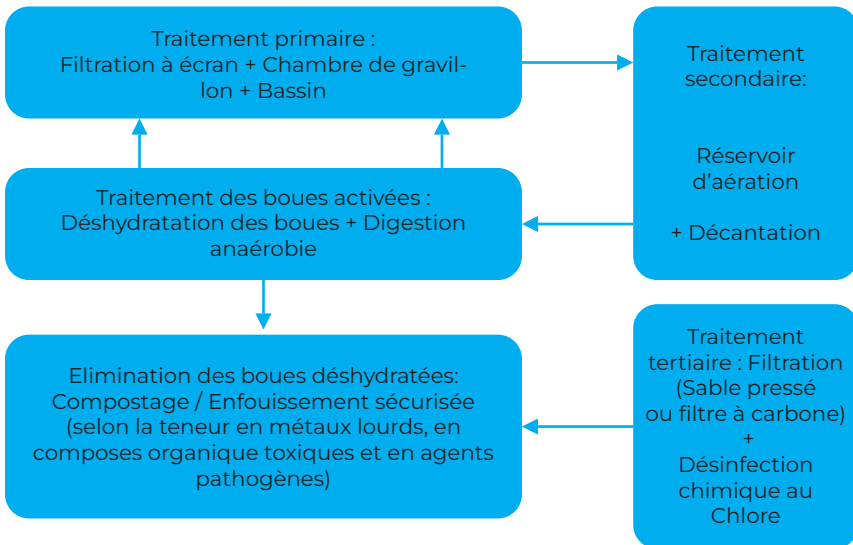 Traitement primaire :
Filtration à écran + Chambre de gravil-
lon + Bassin
Traitement
secondaire:
Réservoir
d'aération
+ Décantation
Traitement des boues activées :
Déshydratation des boues + Digestion
anaérobie
Elimination des boues déshydratées:
Compostage / Enfouissement sécurisée
(selon la teneur en métaux lourds, en
composes organique toxiques et en agents
pathogènes)
Traitement
tertiaire : Filtration
(Sable pressé
ou filtre à carbone)
+
Désinfection
chimique au
Chlore